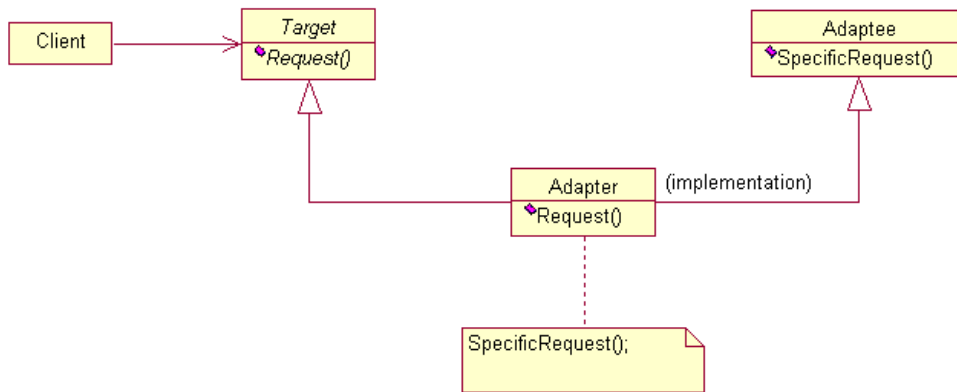 Client
Target
Request()
Adaptee
SpecificRequest()
Adapter
Request()
(implementation)
SpecificRequest();